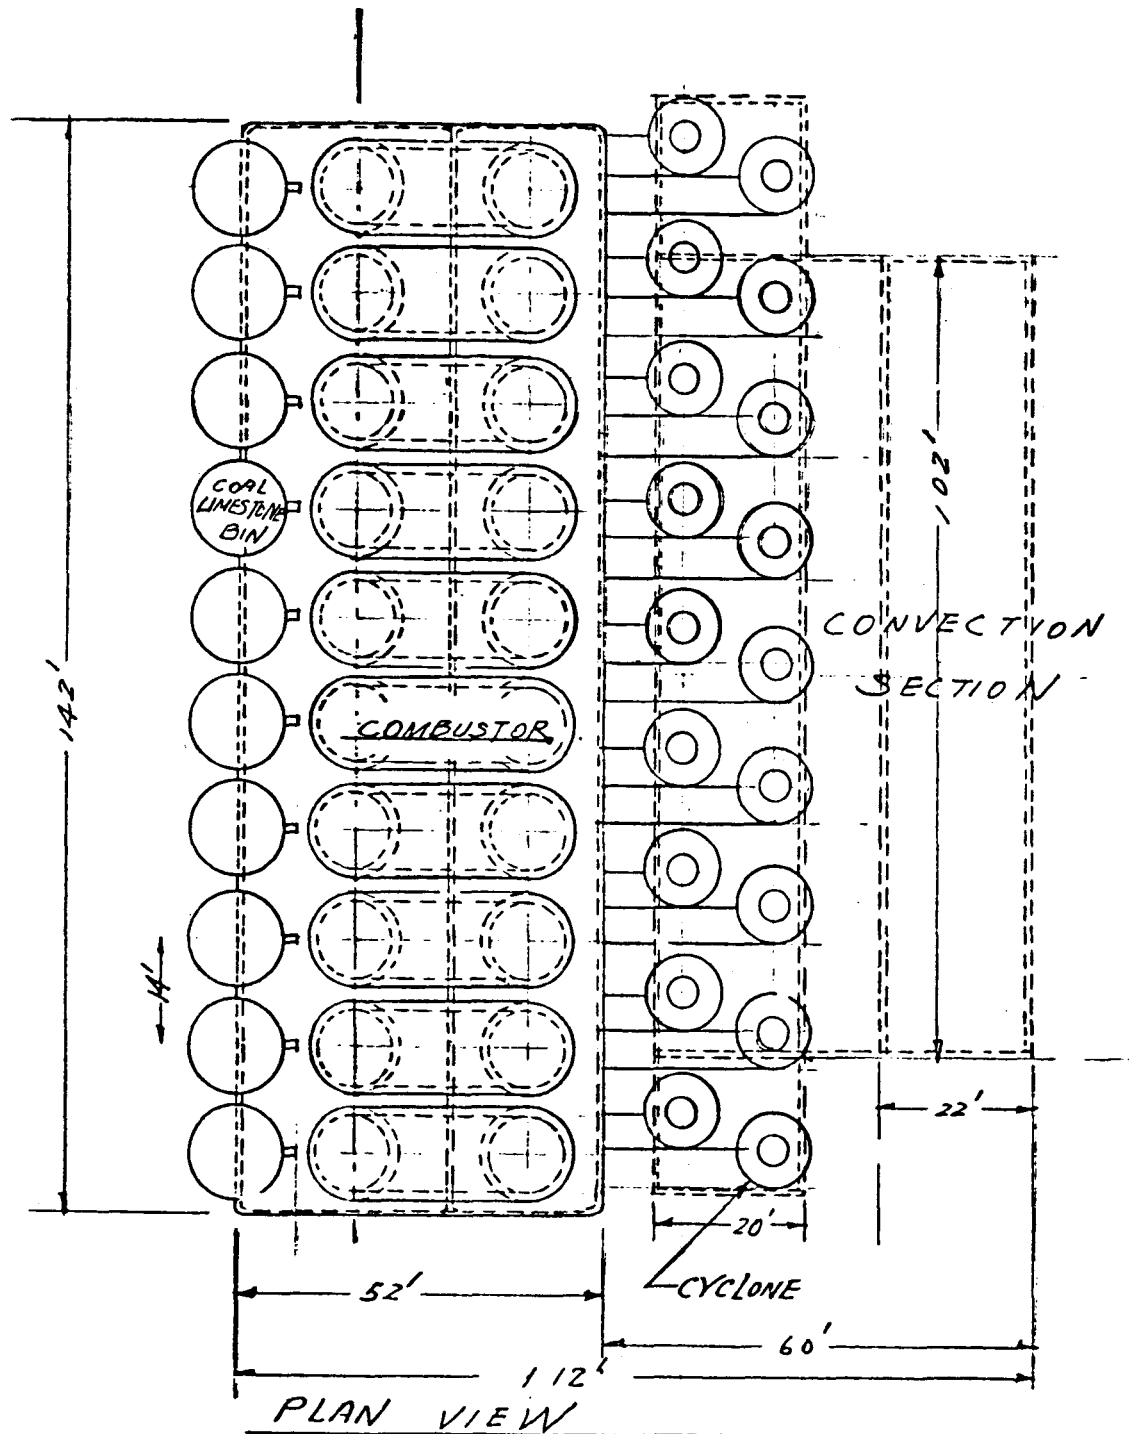 COAL
LIMESTONE
BIN
102'
CONVECTION
SECTION
142'
COMBUSTOR
14'
22'
20'
CYCLONE
52'
60'
112'
PLAN VIEW